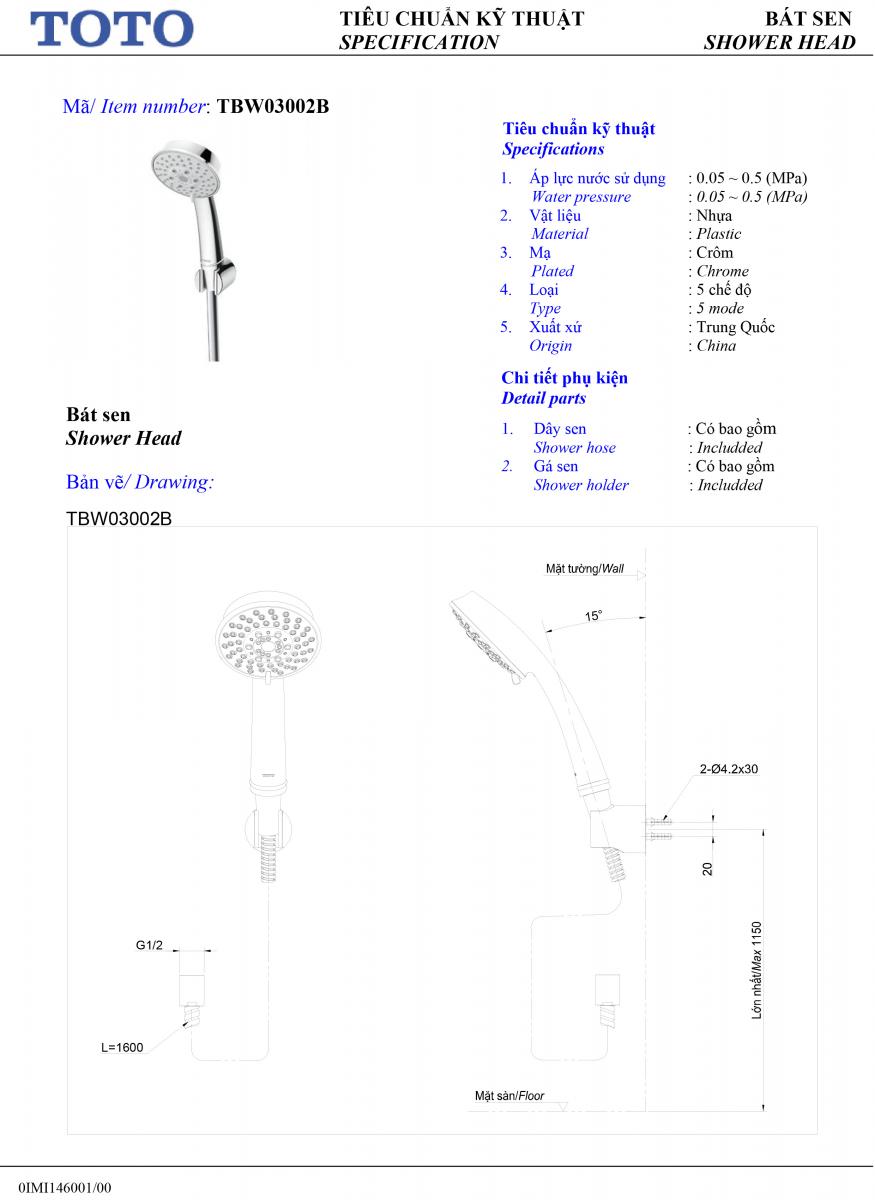 TOTO
TIÊU CHUẨN KỸ THUẬT
SPECIFICATION
BÁT SEN
SHOWER HEAD
Mã/ Item number: TBW03002B
Tiêu chuẩn kỹ thuật
Specifications
1. Áp lực nước sử dụng : 0.05 ~ 0.5 (MPa)
Water pressure : 0.05 ~ 0.5 (MPa)
2. Vật liệu : Nhựa
Material : Plastic
3. Mạ : Crôm
Plated : Chrome
4. Loại : 5 chế độ
Type : 5 mode
5. Xuất xứ : Trung Quốc
Origin : China
Chi tiết phụ kiện
Detail parts
1. Dây sen : Có bao gồm
Shower hose : Includded
2. Gá sen : Có bao gồm
Shower holder : Includded
Bát sen
Shower Head
Bản vẽ/ Drawing:
TBW03002B
Mặt tường/Wall
15°
2-Ø4.2x30
20
G1/2
Lớn nhất/Max 1150
L=1600
Mặt sàn/Floor
0IMI146001/00